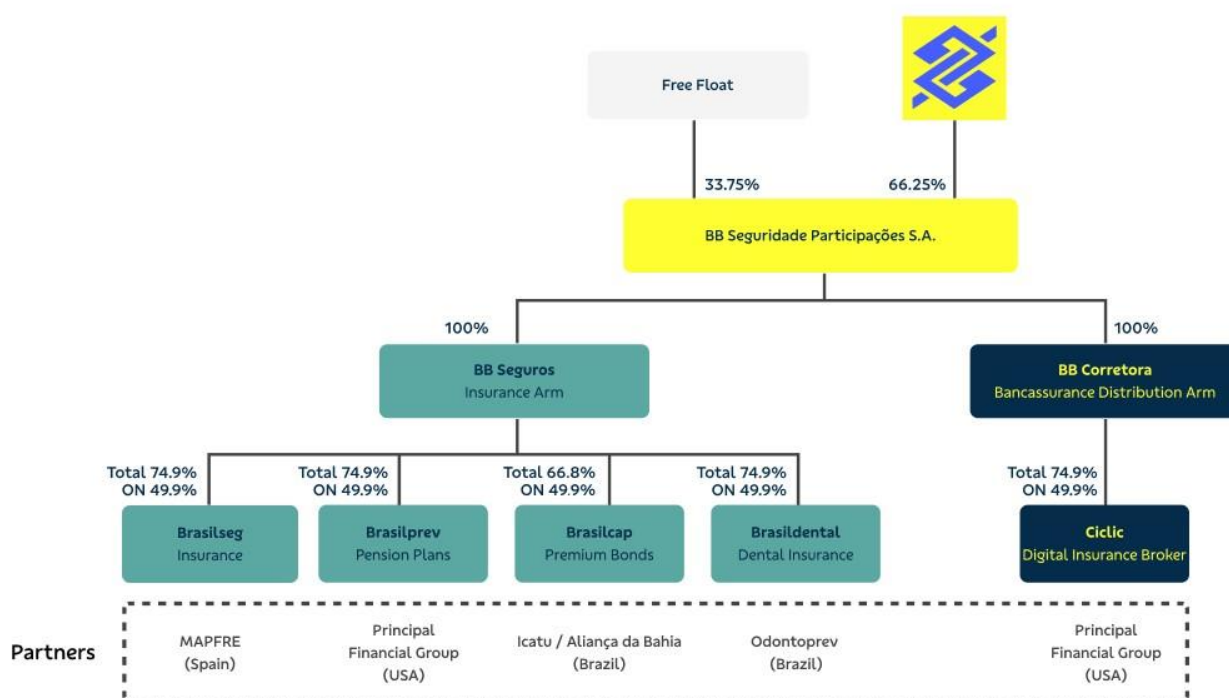 Free Float
33.75%
66.25%
BB Seguridade Participações S.A.
100%
100%
BB Seguros
Insurance Arm
BB Corretora
Bancassurance Distribution Arm
Total 74.9%
ON 49.9%
Total 74.9%
ON 49.9%
Total 66.8%
ON 49.9%
Total 74.9%
ON 49.9%
Total 74.9%
ON 49.9%
Brasilseg
Insurance
Brasilprev
Pension Plans
Brasilcap
Premium Bonds
Brasildental
Dental Insurance
Ciclic
Digital Insurance Broker
Partners
MAPFRE
(Spain)
Principal
Financial Group
(USA)
Icatu / Aliança da Bahia
(Brazil)
Odontoprev
(Brazil)
Principal
Financial Group
(USA)